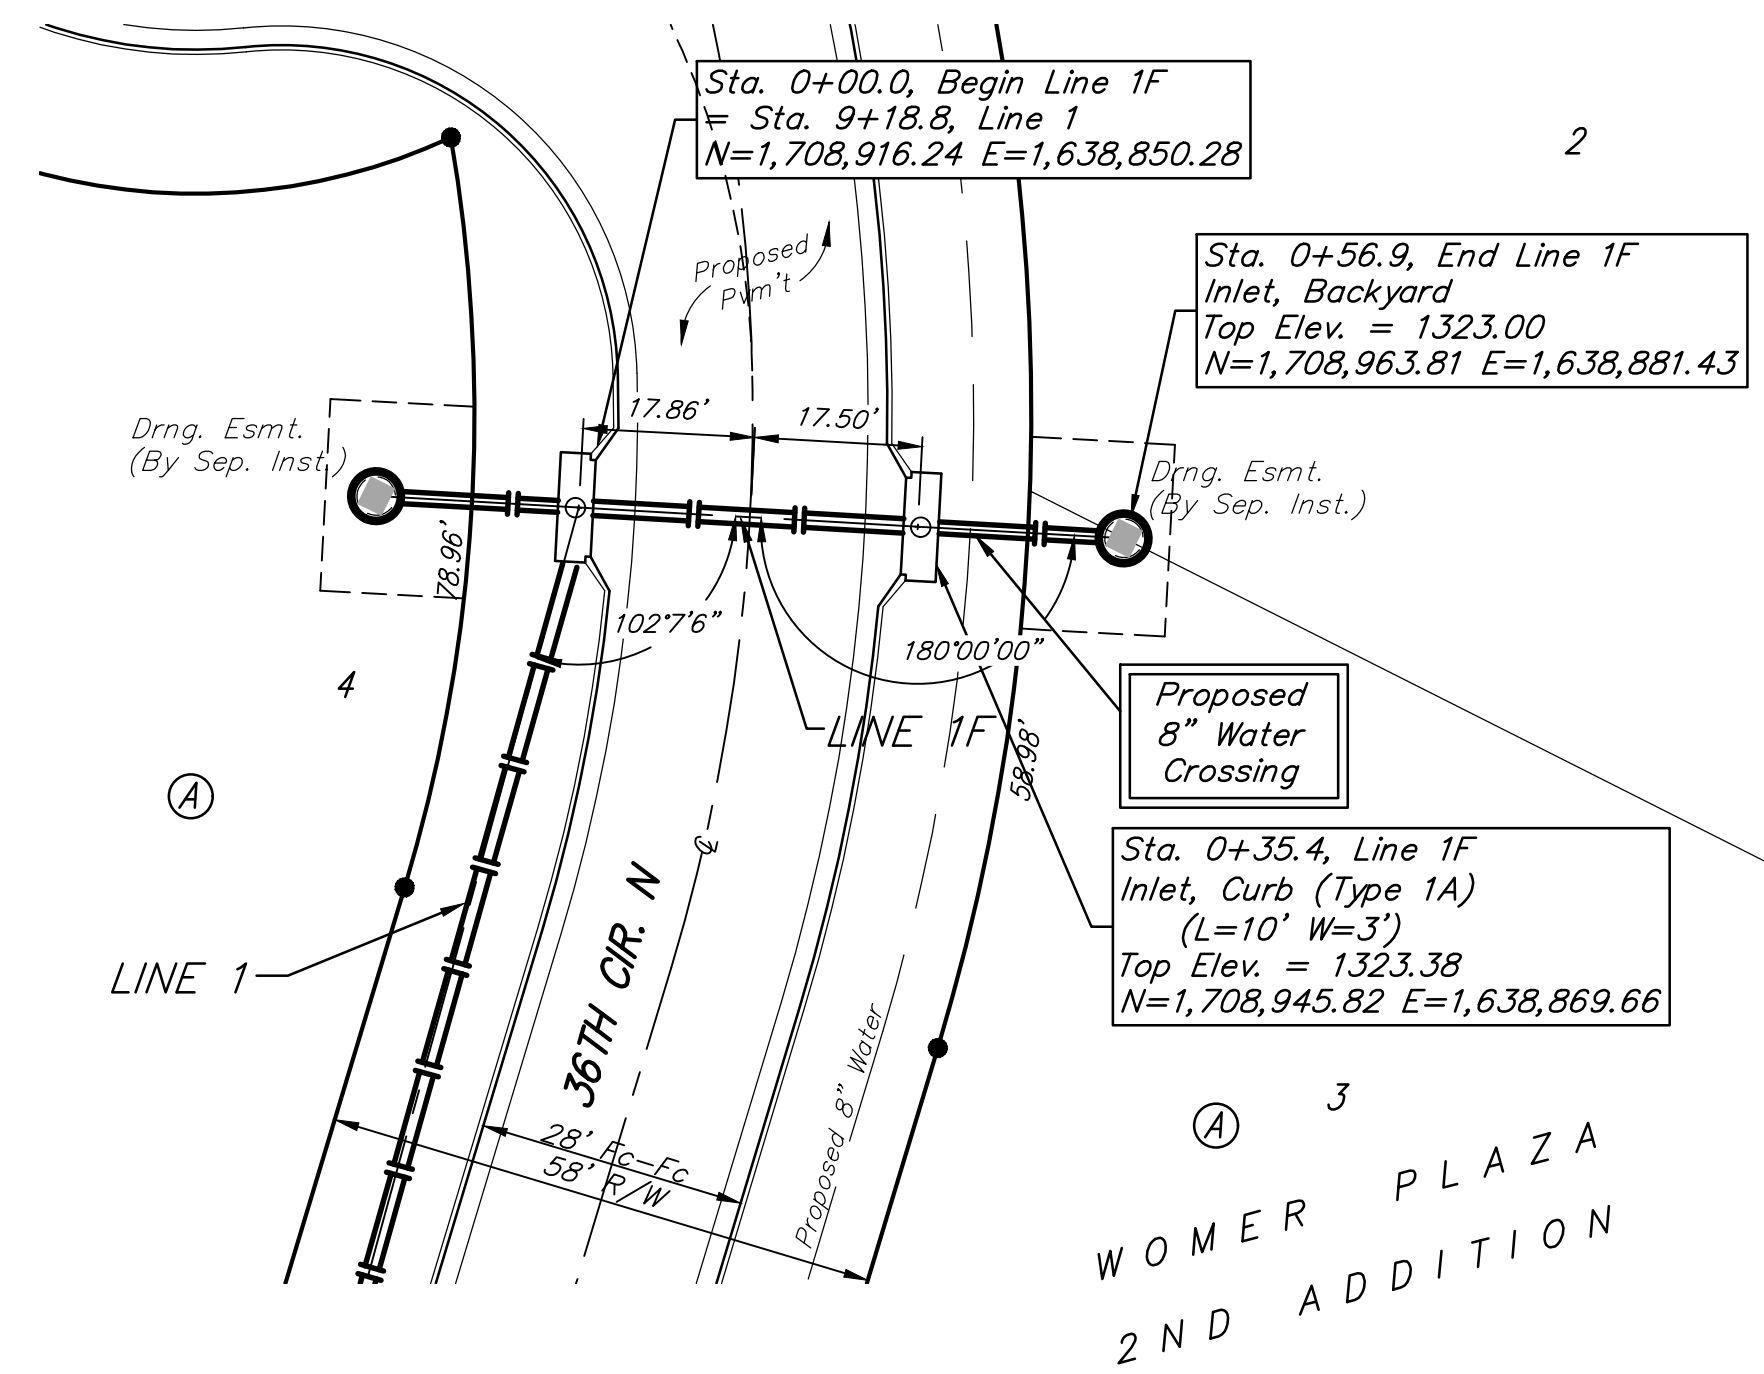 Sta. 0+00.0, Begin Line 1F
= Sta. 9+18.8, Line 1
N=1,708,916.24 E=1,638,850.28
2
Proposed
Pvm't
Sta. 0+56.9, End Line 1F
Inlet, Backyard
Top Elev. = 1323.00
N=1,708,963.81 E=1,638,881.43
17.86'
17.50'
Drng. Esmt.
(By Sep. Inst.)
Drng. Esmt.
(By Sep. Inst.)
78.96'
102°7'6"
180°00'00"
4
LINE 1F
58.98'
Proposed
8" Water
Crossing
A
℄
Sta. 0+35.4, Line 1F
Inlet, Curb (Type 1A)
(L=10' W=3')
Top Elev. = 1323.38
N=1,708,945.82 E=1,638,869.66
LINE 1
36TH CIR. N
Proposed 8" Water
28' Fc-Fc
58' R/W
A
3
WOMER PLAZA
2ND ADDITION